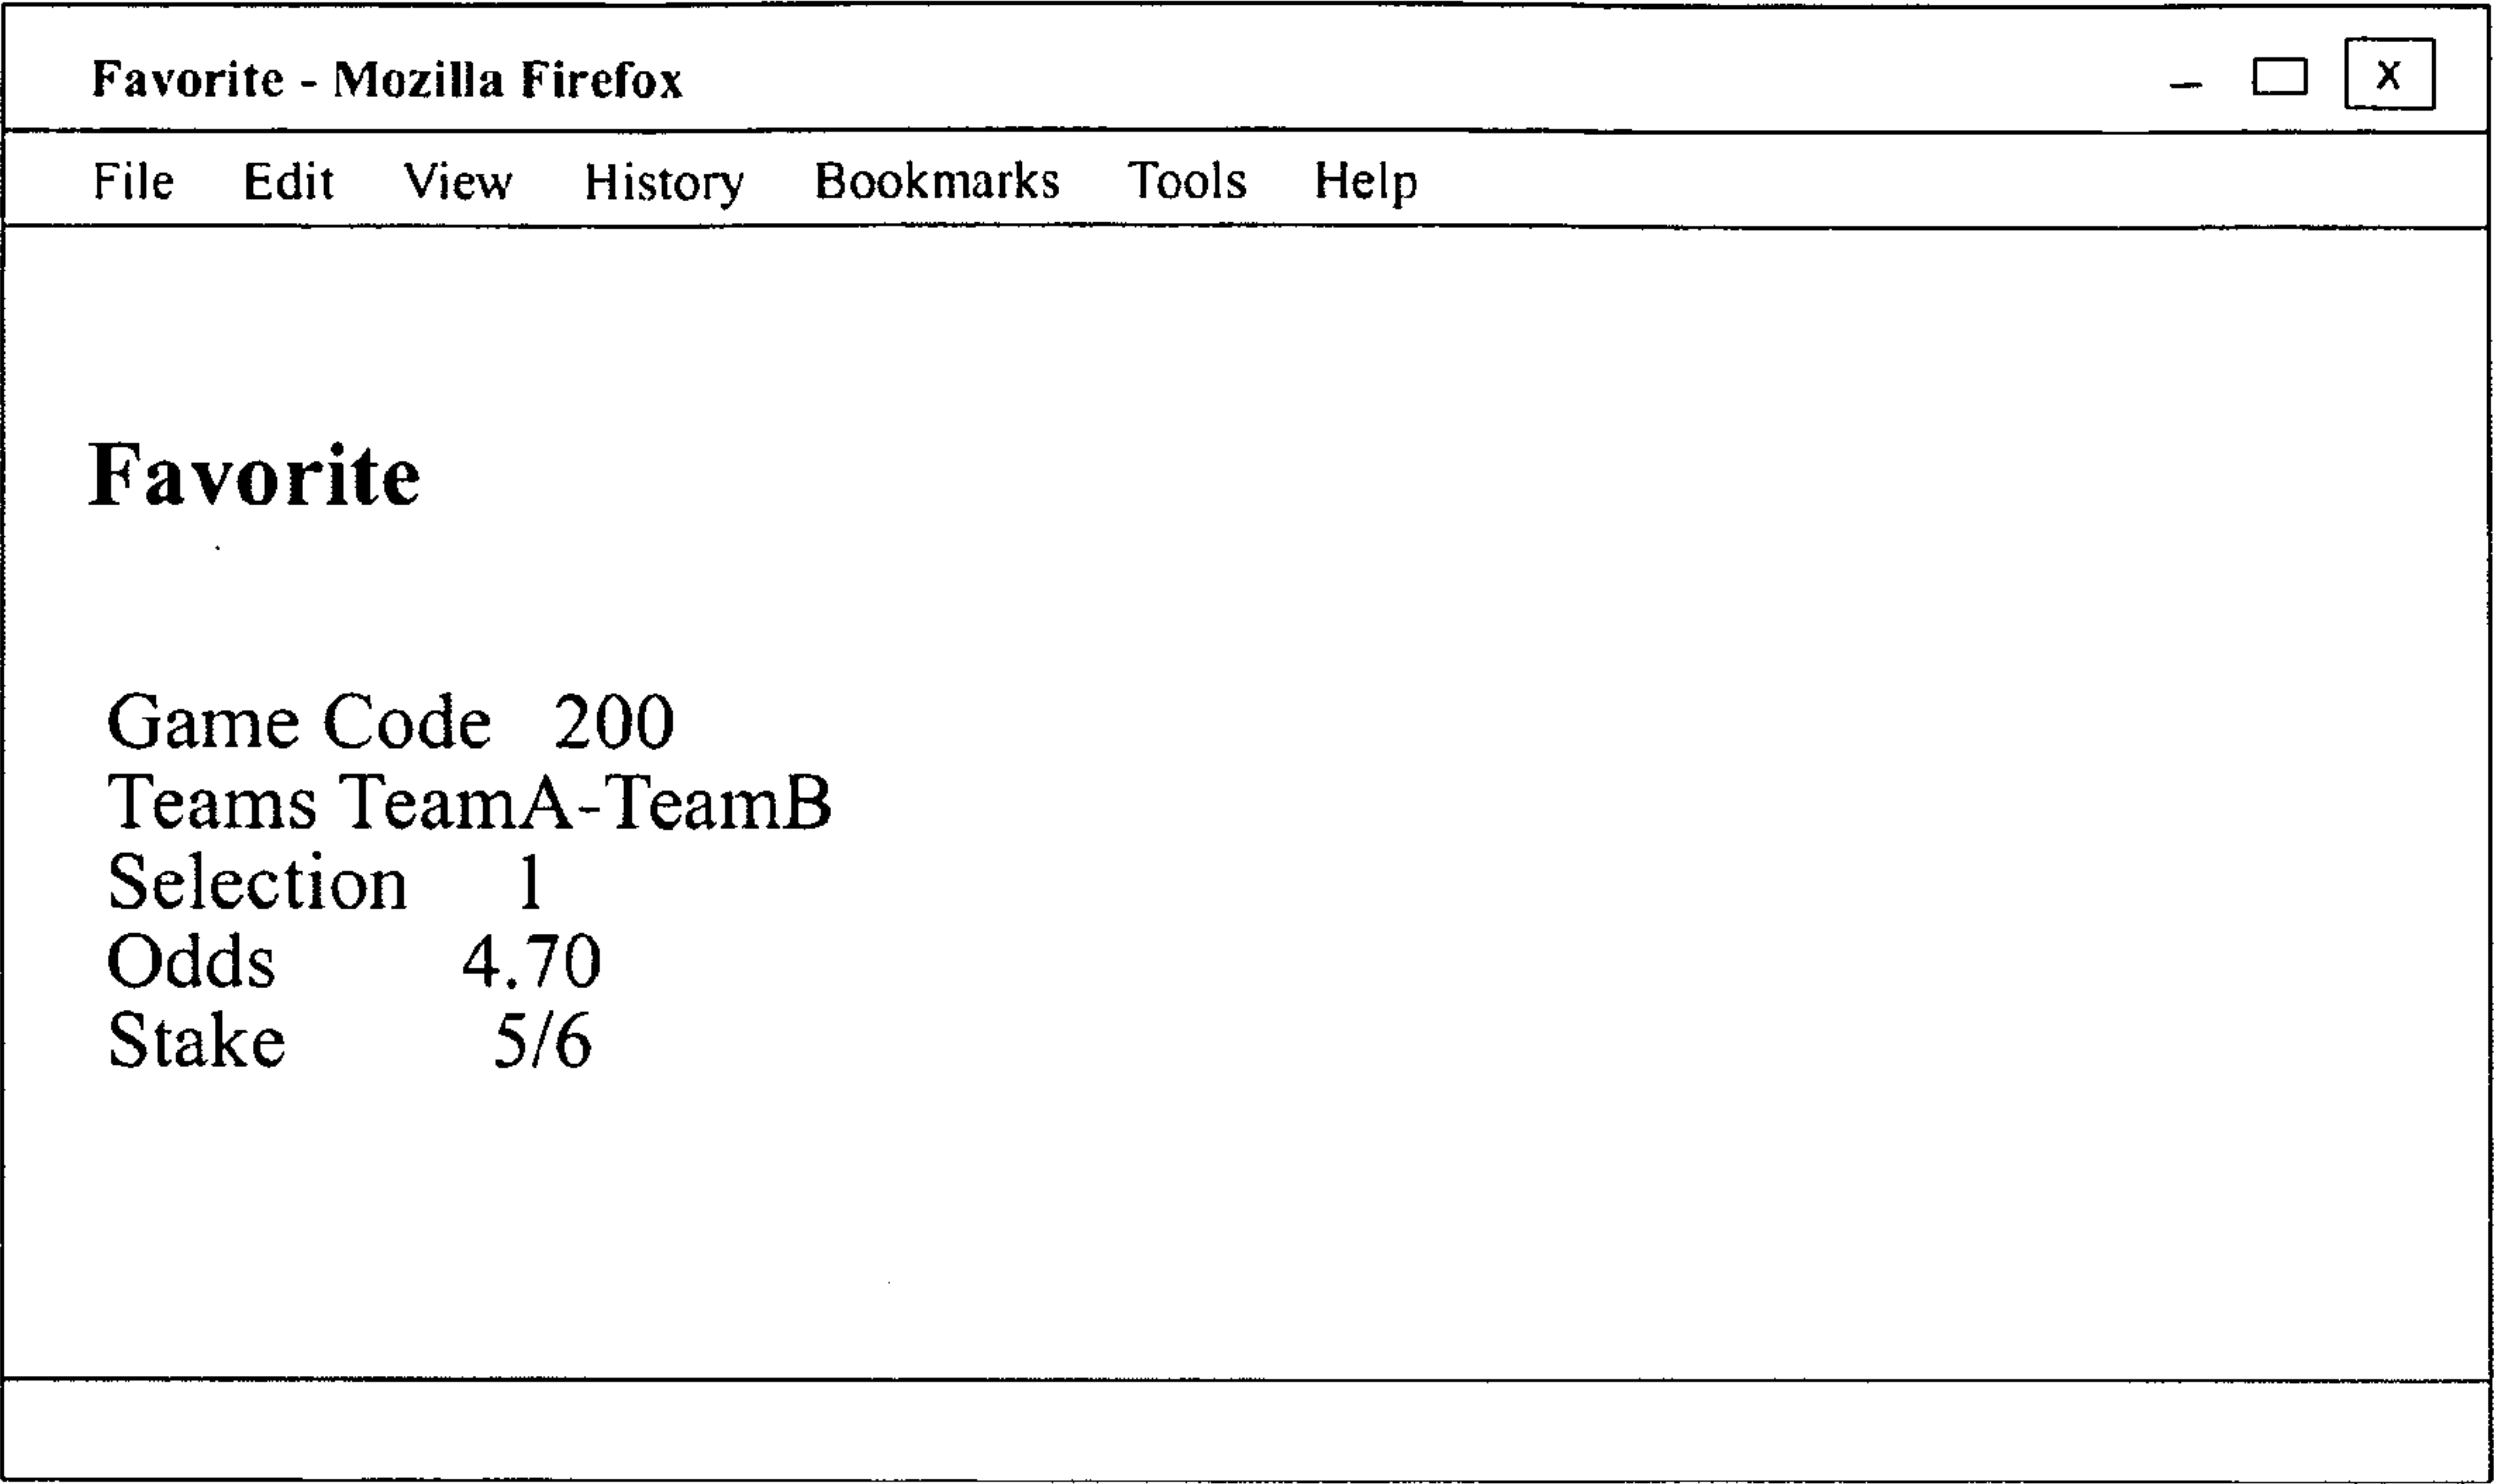 Favorite - Mozilla Firefox – X
File Edit View History Bookmarks Tools Help
Favorite
Game Code 200
Teams TeamA-TeamB
Selection 1
Odds 4.70
Stake 5/6